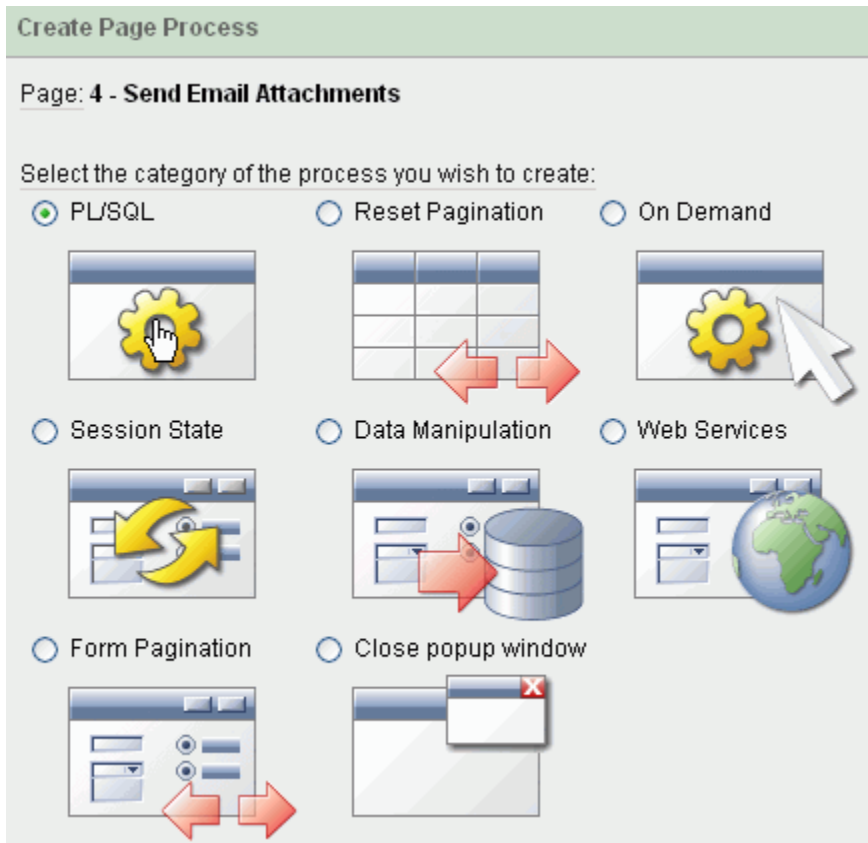 Create Page Process
Page: 4 - Send Email Attachments
Select the category of the process you wish to create:
PL/SQL Reset Pagination On Demand
Session State Data Manipulation Web Services
Form Pagination Close popup window